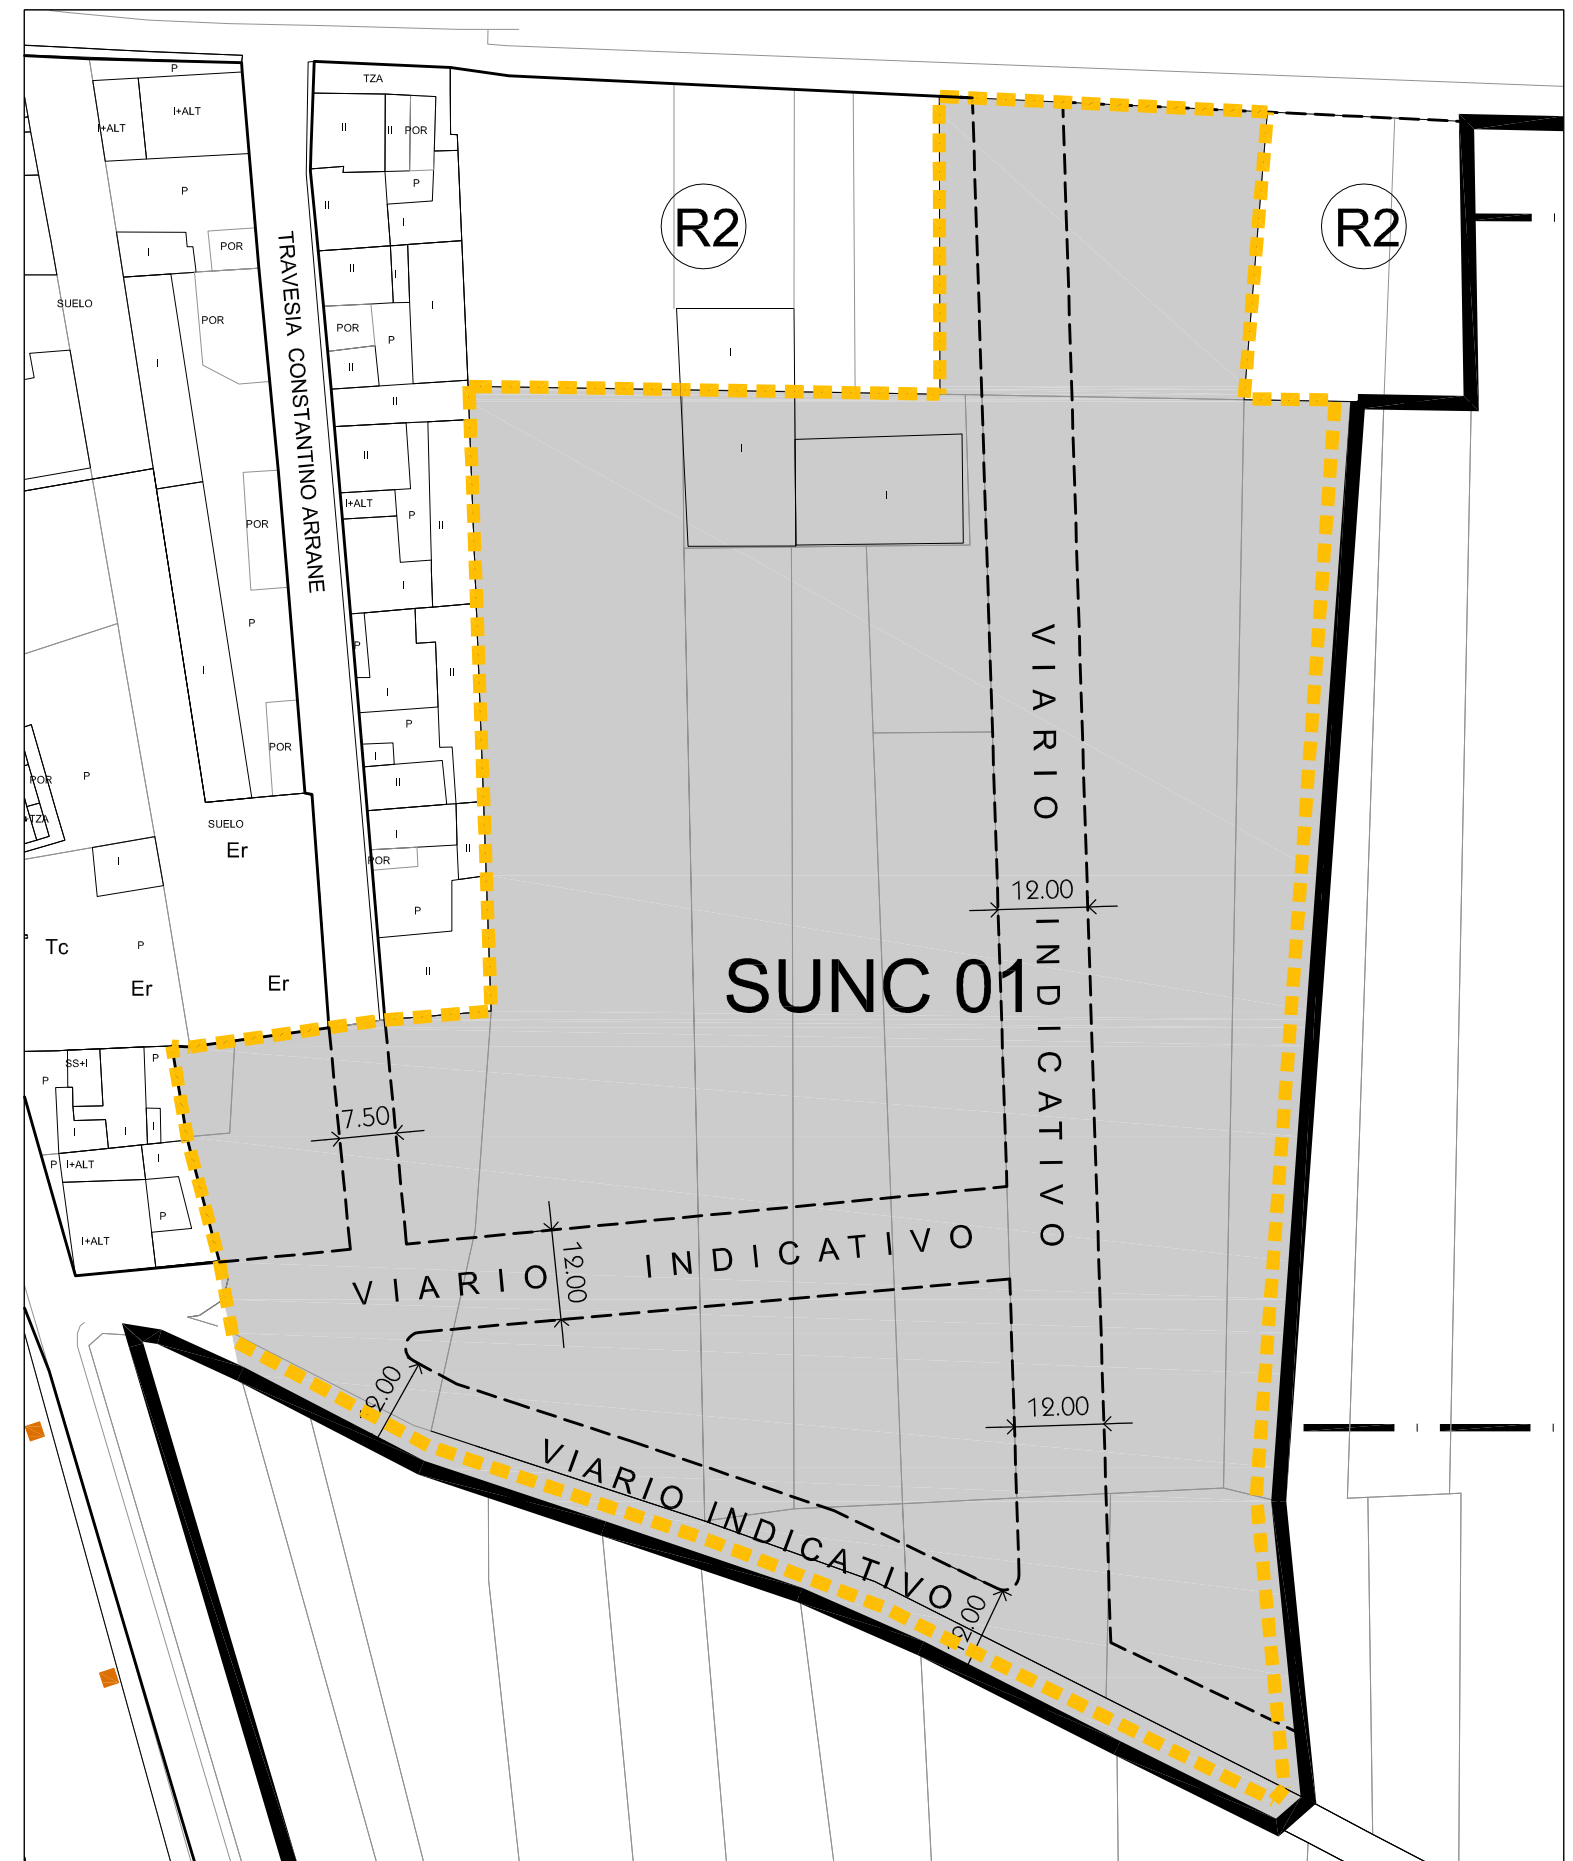 P
I+ALT
I+ALT
P
I
POR
SUELO
POR
I
POR
P
I
POR
POR
P
TZA
SUELO
Er
I
Tc
P
Er
Er
SS+I
P
P
I
I
I
P
I+ALT
I
P
I+ALT
TRAVESIA CONSTANTINO ARRANE
TZA
II
II
POR
P
II
I
II
I
I
POR
P
II
II
II
I+ALT
P
II
I
P
II
I
P
I
II
I
II
POR
P
II
R2
R2
I
I
I
I
VIARIO INDICATIVO
12.00
SUNC 01
7.50
VIARIO INDICATIVO
12.00
12.00
12.00
VIARIO INDICATIVO
12.00
I
I